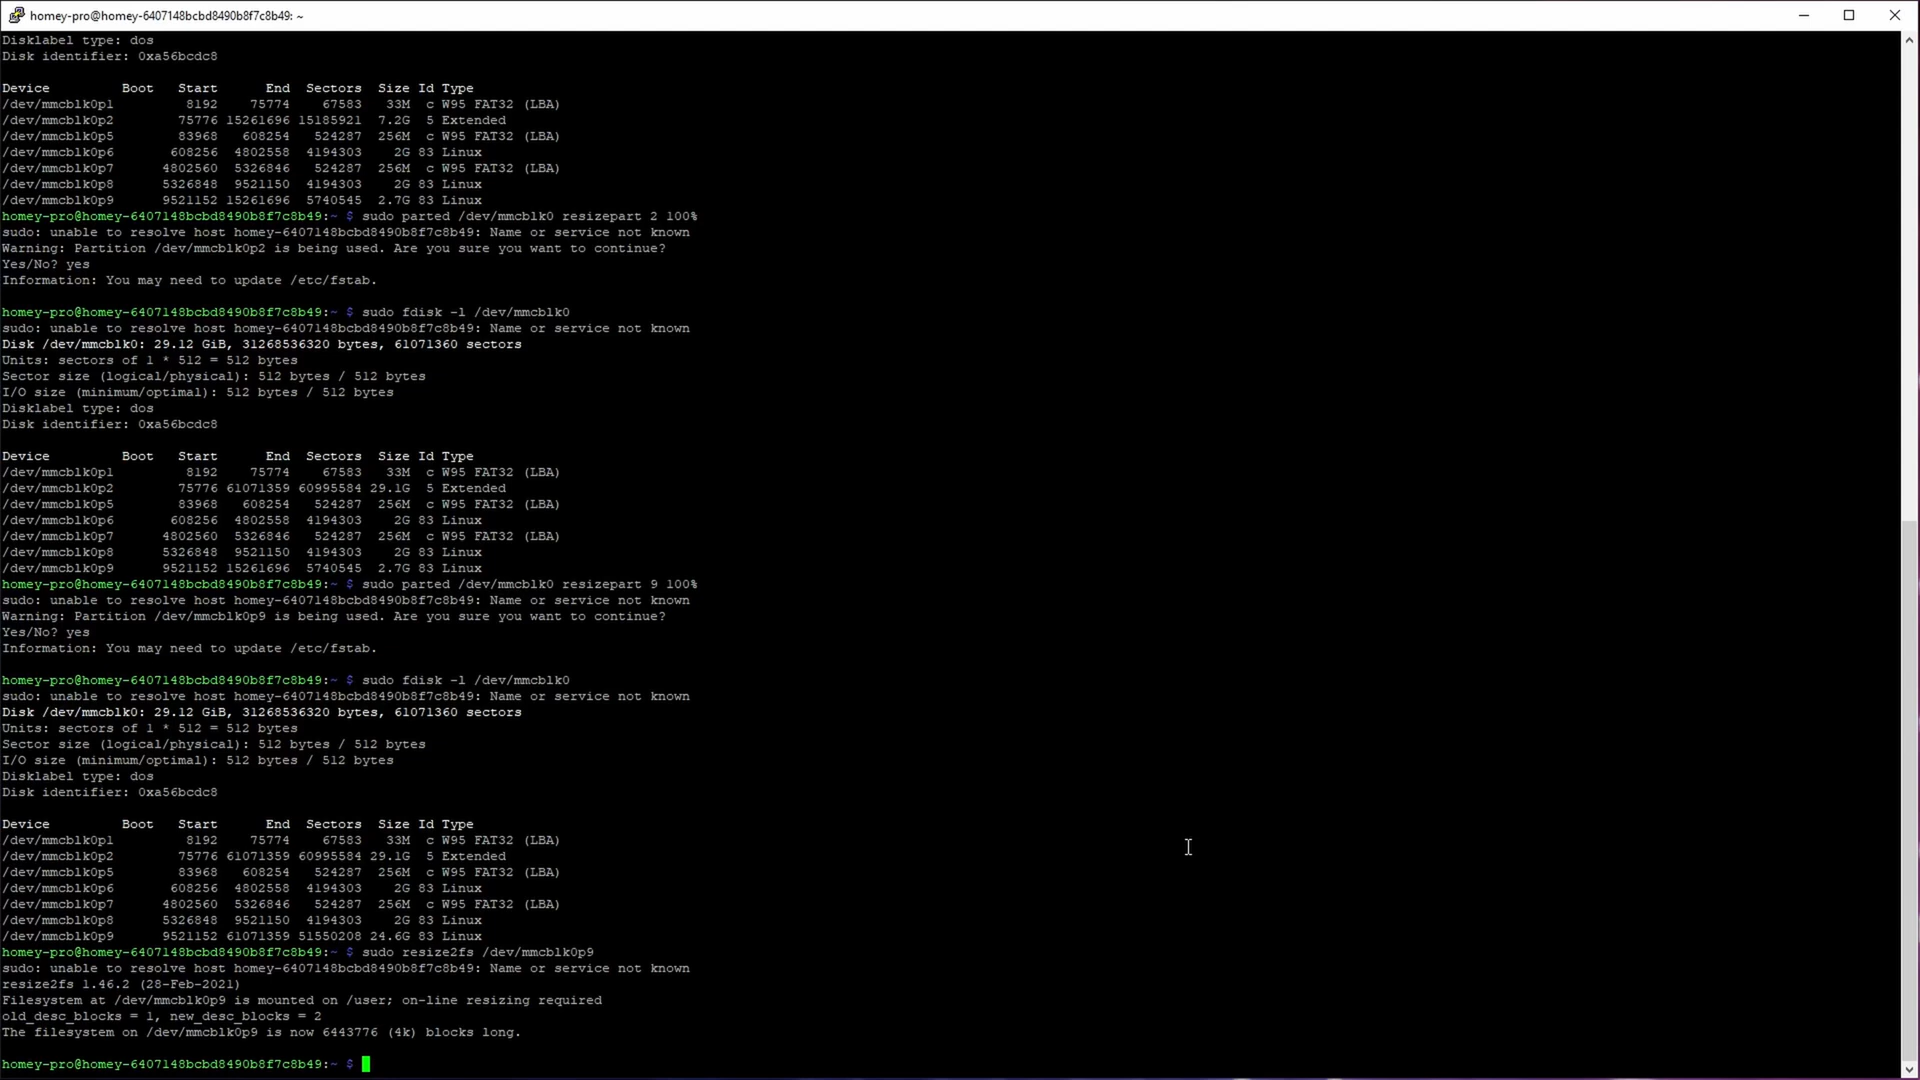 homey-pro@homey-6407148bcbd8490b8f7c8b49: ~
Disklabel type: dos
Disk identifier: 0xa56bcdc8
Device Boot Start End Sectors Size Id Type
/dev/mmcblk0p1 8192 75774 67583 33M c W95 FAT32 (LBA)
/dev/mmcblk0p2 75776 15261696 15185921 7.2G 5 Extended
/dev/mmcblk0p5 83968 608254 524287 256M c W95 FAT32 (LBA)
/dev/mmcblk0p6 608256 4802558 4194303 2G 83 Linux
/dev/mmcblk0p7 4802560 5326846 524287 256M c W95 FAT32 (LBA)
/dev/mmcblk0p8 5326848 9521150 4194303 2G 83 Linux
/dev/mmcblk0p9 9521152 15261696 5740545 2.7G 83 Linux
homey-pro@homey-6407148bcbd8490b8f7c8b49:~ $ sudo parted /dev/mmcblk0 resizepart 2 100%
sudo: unable to resolve host homey-6407148bcbd8490b8f7c8b49: Name or service not known
Warning: Partition /dev/mmcblk0p2 is being used. Are you sure you want to continue?
Yes/No? yes
Information: You may need to update /etc/fstab.
homey-pro@homey-6407148bcbd8490b8f7c8b49:~ $ sudo fdisk -l /dev/mmcblk0
sudo: unable to resolve host homey-6407148bcbd8490b8f7c8b49: Name or service not known
Disk /dev/mmcblk0: 29.12 GiB, 31268536320 bytes, 61071360 sectors
Units: sectors of 1 * 512 = 512 bytes
Sector size (logical/physical): 512 bytes / 512 bytes
I/O size (minimum/optimal): 512 bytes / 512 bytes
Disklabel type: dos
Disk identifier: 0xa56bcdc8
Device Boot Start End Sectors Size Id Type
/dev/mmcblk0p1 8192 75774 67583 33M c W95 FAT32 (LBA)
/dev/mmcblk0p2 75776 61071359 60995584 29.1G 5 Extended
/dev/mmcblk0p5 83968 608254 524287 256M c W95 FAT32 (LBA)
/dev/mmcblk0p6 608256 4802558 4194303 2G 83 Linux
/dev/mmcblk0p7 4802560 5326846 524287 256M c W95 FAT32 (LBA)
/dev/mmcblk0p8 5326848 9521150 4194303 2G 83 Linux
/dev/mmcblk0p9 9521152 15261696 5740545 2.7G 83 Linux
homey-pro@homey-6407148bcbd8490b8f7c8b49:~ $ sudo parted /dev/mmcblk0 resizepart 9 100%
sudo: unable to resolve host homey-6407148bcbd8490b8f7c8b49: Name or service not known
Warning: Partition /dev/mmcblk0p9 is being used. Are you sure you want to continue?
Yes/No? yes
Information: You may need to update /etc/fstab.
homey-pro@homey-6407148bcbd8490b8f7c8b49:~ $ sudo fdisk -l /dev/mmcblk0
sudo: unable to resolve host homey-6407148bcbd8490b8f7c8b49: Name or service not known
Disk /dev/mmcblk0: 29.12 GiB, 31268536320 bytes, 61071360 sectors
Units: sectors of 1 * 512 = 512 bytes
Sector size (logical/physical): 512 bytes / 512 bytes
I/O size (minimum/optimal): 512 bytes / 512 bytes
Disklabel type: dos
Disk identifier: 0xa56bcdc8
Device Boot Start End Sectors Size Id Type
/dev/mmcblk0p1 8192 75774 67583 33M c W95 FAT32 (LBA)
/dev/mmcblk0p2 75776 61071359 60995584 29.1G 5 Extended
/dev/mmcblk0p5 83968 608254 524287 256M c W95 FAT32 (LBA)
/dev/mmcblk0p6 608256 4802558 4194303 2G 83 Linux
/dev/mmcblk0p7 4802560 5326846 524287 256M c W95 FAT32 (LBA)
/dev/mmcblk0p8 5326848 9521150 4194303 2G 83 Linux
/dev/mmcblk0p9 9521152 61071359 51550208 24.6G 83 Linux
homey-pro@homey-6407148bcbd8490b8f7c8b49:~ $ sudo resize2fs /dev/mmcblk0p9
sudo: unable to resolve host homey-6407148bcbd8490b8f7c8b49: Name or service not known
resize2fs 1.46.2 (28-Feb-2021)
Filesystem at /dev/mmcblk0p9 is mounted on /user; on-line resizing required
old_desc_blocks = 1, new_desc_blocks = 2
The filesystem on /dev/mmcblk0p9 is now 6443776 (4k) blocks long.
homey-pro@homey-6407148bcbd8490b8f7c8b49:~ $